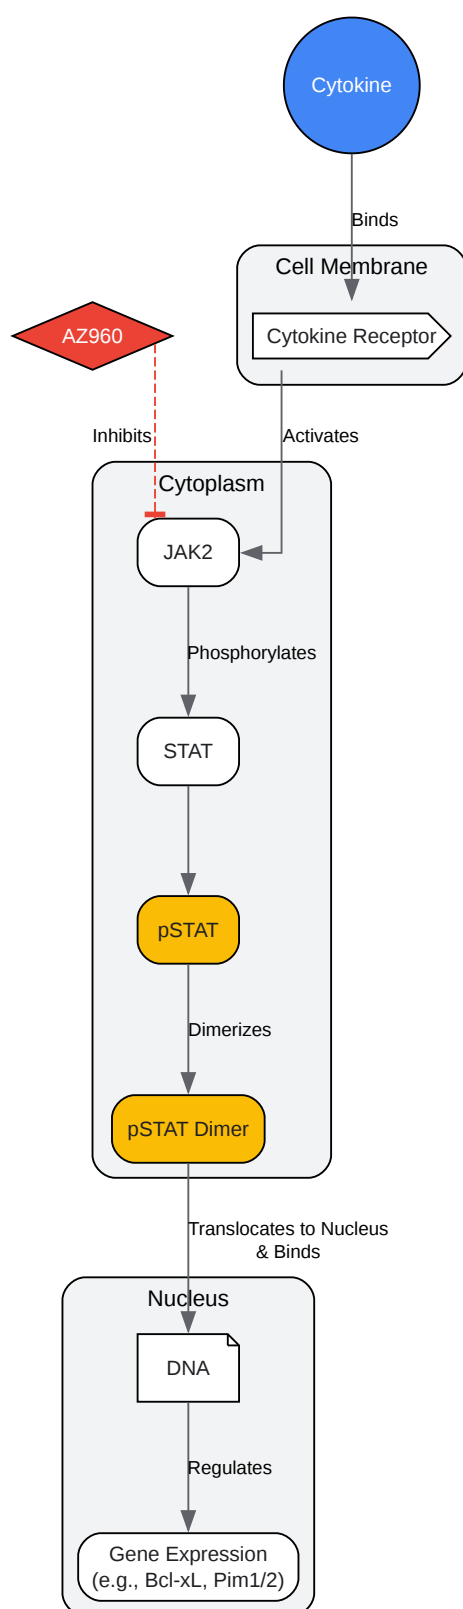 Cytokine
Binds
Cell Membrane
Cytokine Receptor
AZ960
Inhibits
Activates
Cytoplasm
JAK2
Phosphorylates
STAT
pSTAT
Dimerizes
pSTAT Dimer
Translocates to Nucleus
& Binds
Nucleus
DNA
Regulates
Gene Expression
(e.g., Bcl-xL, Pim1/2)